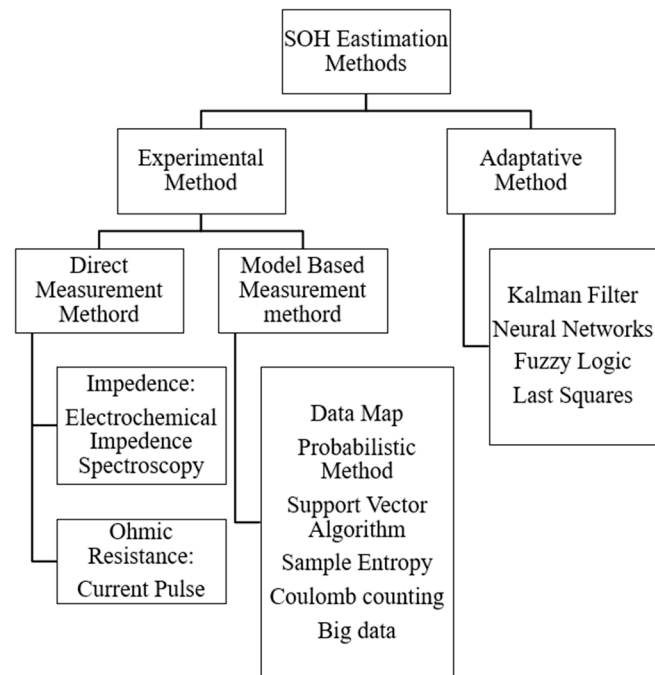 SOH Eastimation
Methods
Experimental
Method
Adaptative
Method
Direct
Measurement
Methord
Model Based
Measurement
methord
Impedence:
Electrochemical
Impedence
Spectroscopy
Ohmic
Resistance:
Current Pulse
Data Map
Probabilistic
Method
Support Vector
Algorithm
Sample Entropy
Coulomb counting
Big data
Kalman Filter
Neural Networks
Fuzzy Logic
Last Squares